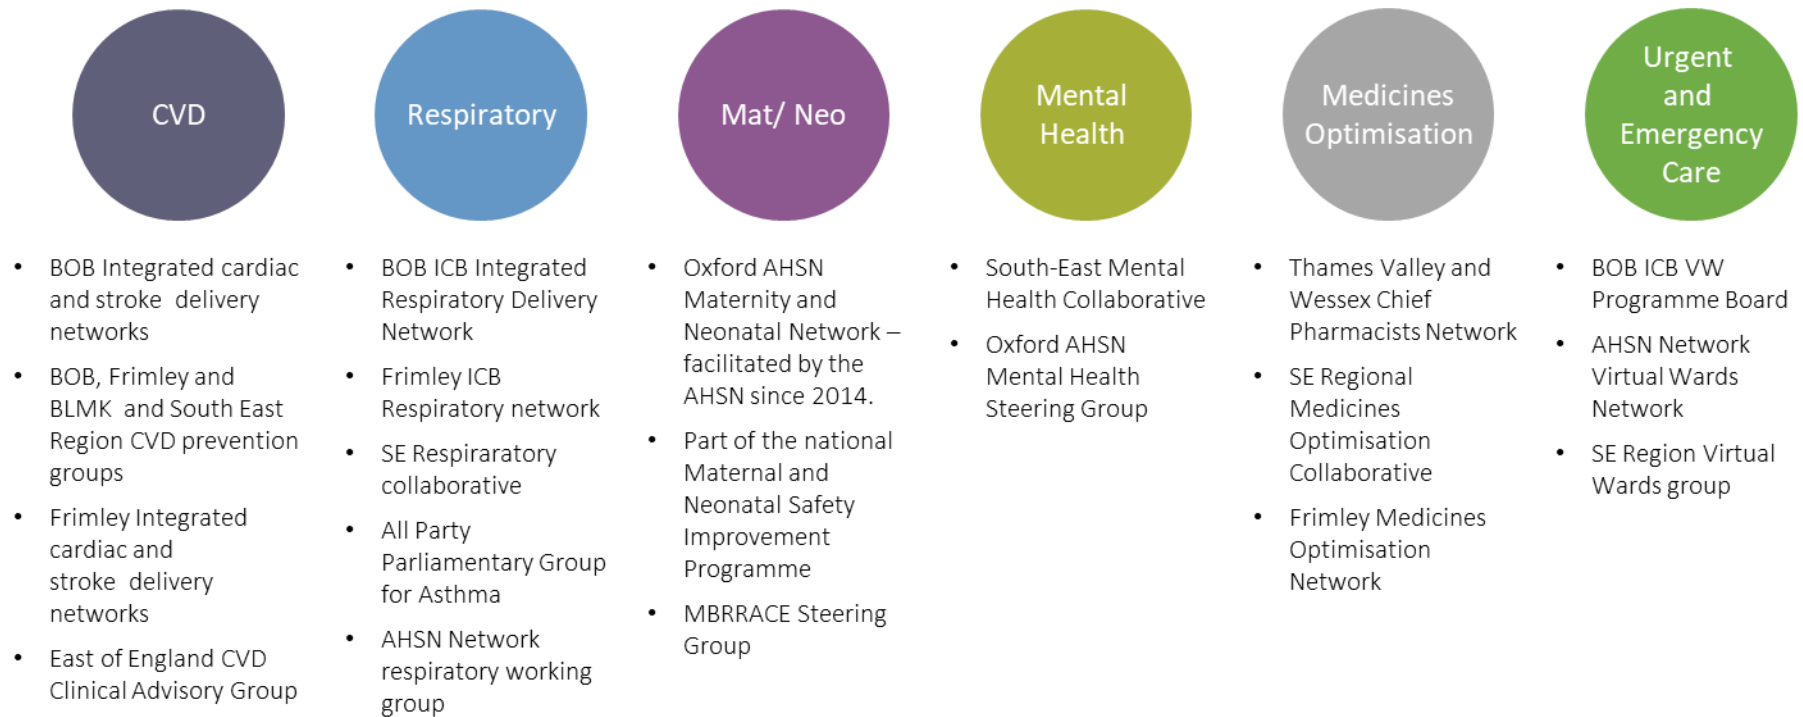 CVD
• BOB Integrated cardiac
and stroke  delivery
networks
• BOB, Frimley and
BLMK  and South East
Region CVD prevention
groups
• Frimley Integrated
cardiac and
stroke  delivery
networks
• East of England CVD
Clinical Advisory Group
Respiratory
• BOB ICB Integrated
Respiratory Delivery
Network
• Frimley ICB
Respiratory network
• SE Respiraratory
collaborative
• All Party
Parliamentary Group
for Asthma
• AHSN Network
respiratory working
group
Mat/ Neo
• Oxford AHSN
Maternity and
Neonatal Network –
facilitated by the
AHSN since 2014.
• Part of the national
Maternal and
Neonatal Safety
Improvement
Programme
• MBRRACE Steering
Group
Mental
Health
• South-East Mental
Health Collaborative
• Oxford AHSN
Mental Health
Steering Group
Medicines
Optimisation
• Thames Valley and
Wessex Chief
Pharmacists Network
• SE Regional
Medicines
Optimisation
Collaborative
• Frimley Medicines
Optimisation
Network
Urgent
and
Emergency
Care
• BOB ICB VW
Programme Board
• AHSN Network
Virtual Wards
Network
• SE Region Virtual
Wards group